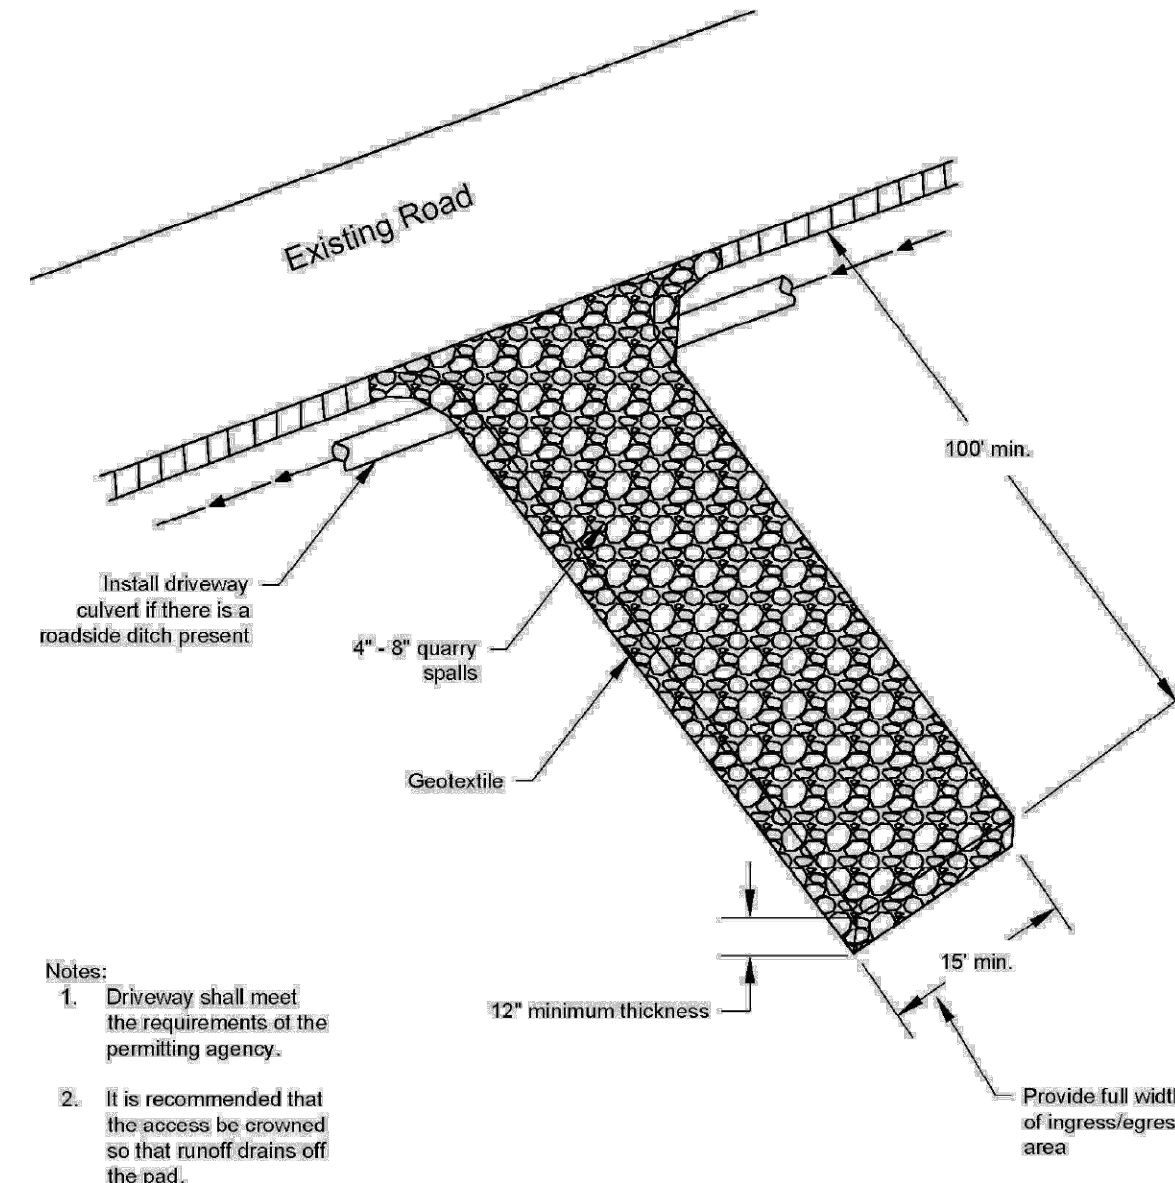 Existing Road
100' min.
Install driveway
culvert if there is a
roadside ditch present
4" - 8" quarry
spalls
Geotextile
15' min.
12" minimum thickness
Provide full width
of ingress/egress
area
Notes:
1. Driveway shall meet
the requirements of the
permitting agency.
2. It is recommended that
the access be crowned
so that runoff drains off
the pad.